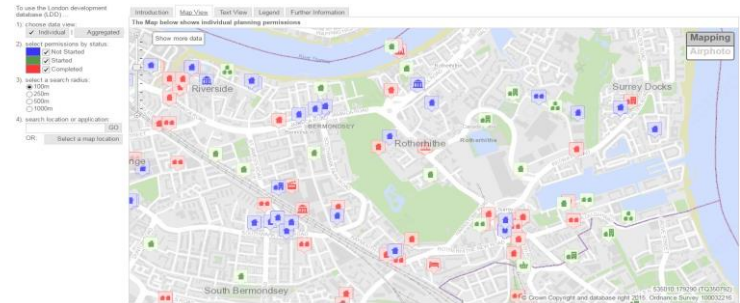 To use the London development
database (LDD)...
1) choose data view:
✔ Individual | Aggregated
2) select permissions by status:
Not Started
Started
Completed
3) select a search radius:
100m
250m
500m
1000m
4) search location or application
GO
OR: Select a map location
Introduction Map View Text View Legend Further Information
The Map below shows individual planning permissions
Show more data
Mapping
Airphoto
Riverside
Surrey Docks
BERMONDSEY
Rotherhithe
Rotherhithe
South Bermondsey
© Crown Copyright and database right 2015. Ordnance Survey 100032216